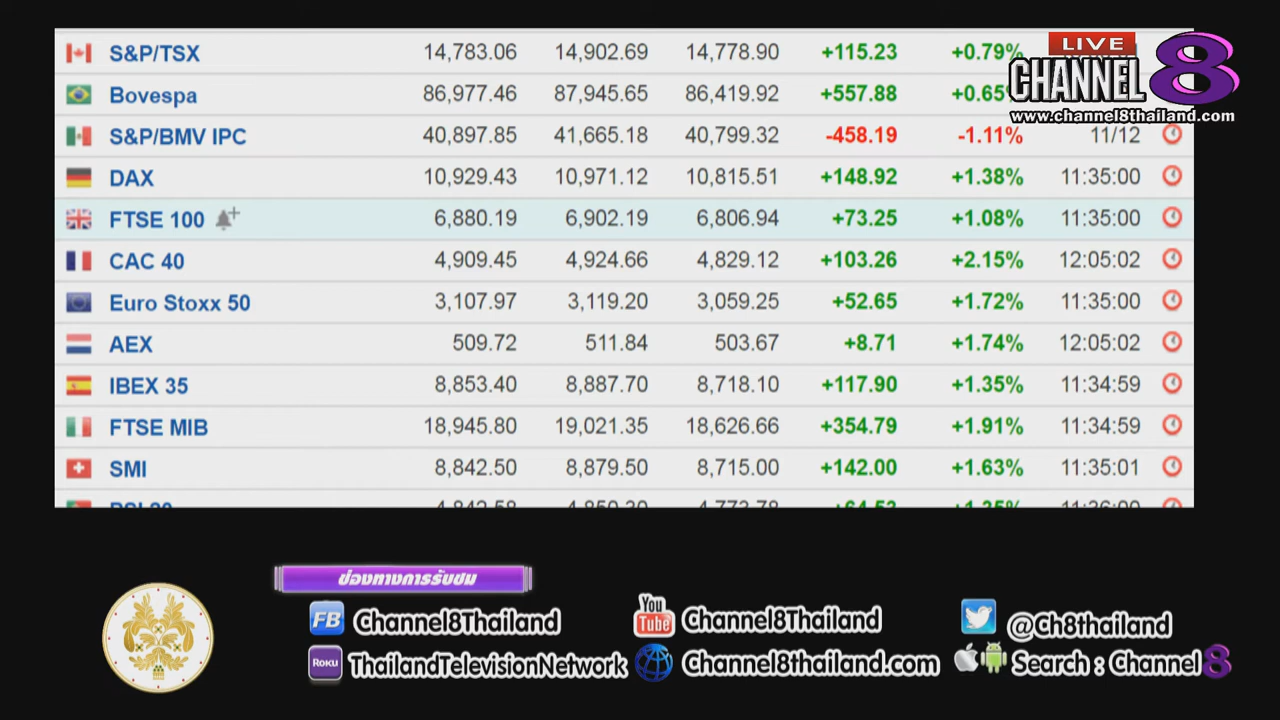 S&P/TSX 14,783.06 14,902.69 14,778.90 +115.23 +0.79%
LIVE
CHANNEL 8
www.channel8thailand.com
Bovespa 86,977.46 87,945.65 86,419.92 +557.88 +0.65%
S&P/BMV IPC 40,897.85 41,665.18 40,799.32 -458.19 -1.11% 11/12
DAX 10,929.43 10,971.12 10,815.51 +148.92 +1.38% 11:35:00
FTSE 100 6,880.19 6,902.19 6,806.94 +73.25 +1.08% 11:35:00
CAC 40 4,909.45 4,924.66 4,829.12 +103.26 +2.15% 12:05:02
Euro Stoxx 50 3,107.97 3,119.20 3,059.25 +52.65 +1.72% 11:35:00
AEX 509.72 511.84 503.67 +8.71 +1.74% 12:05:02
IBEX 35 8,853.40 8,887.70 8,718.10 +117.90 +1.35% 11:34:59
FTSE MIB 18,945.80 19,021.35 18,626.66 +354.79 +1.91% 11:34:59
SMI 8,842.50 8,879.50 8,715.00 +142.00 +1.63% 11:35:01
ช่องทางการรับชม
FB Channel8Thailand
You Tube Channel8Thailand
@Ch8thailand
ROKU ThailandTelevisionNetwork
Channel8thailand.com
Search : Channel 8